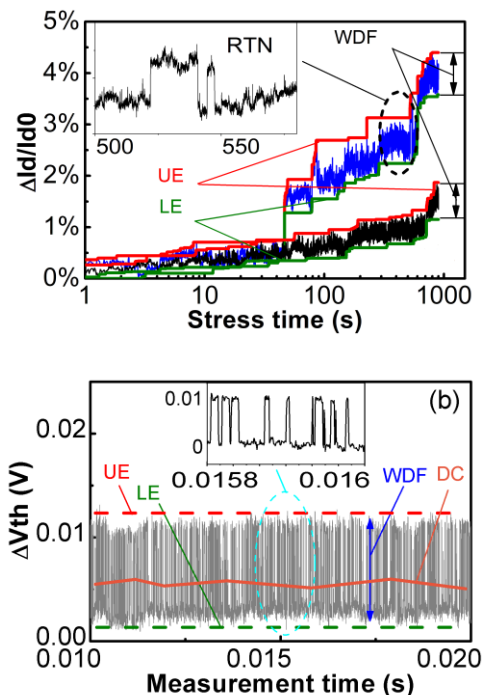 5%
4%
3%
2%
1%
0%
ΔId/Id0
RTN
500
550
WDF
UE
LE
1
10
100
1000
Stress time (s)
(b)
0.01
0
0.0158
0.016
UE
LE
WDF
DC
0.02
0.01
0.00
ΔVth (V)
0.010
0.015
0.020
Measurement time (s)